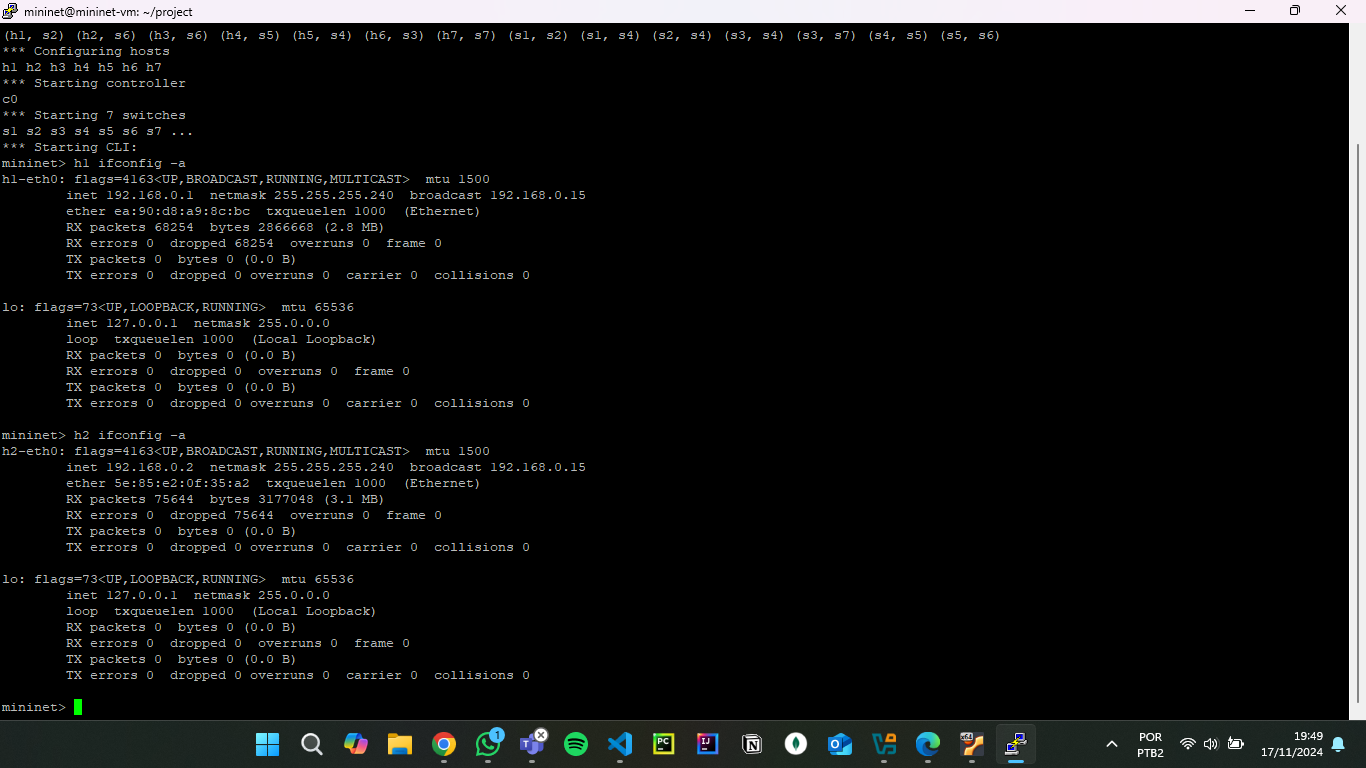 mininet@mininet-vm: ~/project
(h1, s2) (h2, s6) (h3, s6) (h4, s5) (h5, s4) (h6, s3) (h7, s7) (s1, s2) (s1, s4) (s2, s4) (s3, s4) (s3, s7) (s4, s5) (s5, s6)
*** Configuring hosts
h1 h2 h3 h4 h5 h6 h7
*** Starting controller
c0
*** Starting 7 switches
s1 s2 s3 s4 s5 s6 s7 ...
*** Starting CLI:
mininet> h1 ifconfig -a
h1-eth0: flags=4163<UP,BROADCAST,RUNNING,MULTICAST>  mtu 1500
        inet 192.168.0.1  netmask 255.255.255.240  broadcast 192.168.0.15
        ether ea:90:d8:a9:8c:bc  txqueuelen 1000  (Ethernet)
        RX packets 68254  bytes 2866668 (2.8 MB)
        RX errors 0  dropped 68254  overruns 0  frame 0
        TX packets 0  bytes 0 (0.0 B)
        TX errors 0  dropped 0 overruns 0  carrier 0  collisions 0
lo: flags=73<UP,LOOPBACK,RUNNING>  mtu 65536
        inet 127.0.0.1  netmask 255.0.0.0
        loop  txqueuelen 1000  (Local Loopback)
        RX packets 0  bytes 0 (0.0 B)
        RX errors 0  dropped 0  overruns 0  frame 0
        TX packets 0  bytes 0 (0.0 B)
        TX errors 0  dropped 0 overruns 0  carrier 0  collisions 0
mininet> h2 ifconfig -a
h2-eth0: flags=4163<UP,BROADCAST,RUNNING,MULTICAST>  mtu 1500
        inet 192.168.0.2  netmask 255.255.255.240  broadcast 192.168.0.15
        ether 5e:85:e2:0f:35:a2  txqueuelen 1000  (Ethernet)
        RX packets 75644  bytes 3177048 (3.1 MB)
        RX errors 0  dropped 75644  overruns 0  frame 0
        TX packets 0  bytes 0 (0.0 B)
        TX errors 0  dropped 0 overruns 0  carrier 0  collisions 0
lo: flags=73<UP,LOOPBACK,RUNNING>  mtu 65536
        inet 127.0.0.1  netmask 255.0.0.0
        loop  txqueuelen 1000  (Local Loopback)
        RX packets 0  bytes 0 (0.0 B)
        RX errors 0  dropped 0  overruns 0  frame 0
        TX packets 0  bytes 0 (0.0 B)
        TX errors 0  dropped 0 overruns 0  carrier 0  collisions 0
mininet>
1
PC
IJ
POR
PTB2
19:49
17/11/2024